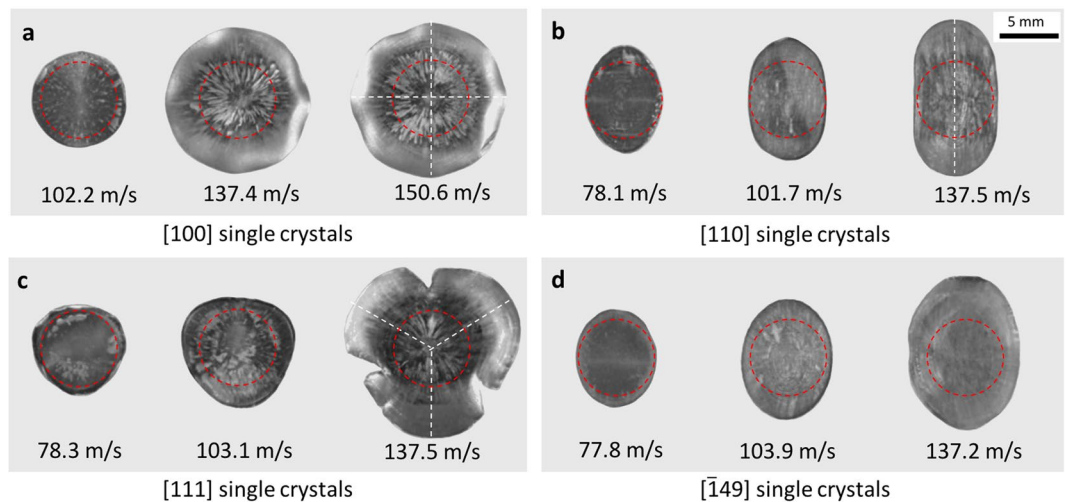 a
102.2 m/s 137.4 m/s 150.6 m/s
[100] single crystals
b
5 mm
78.1 m/s 101.7 m/s 137.5 m/s
[110] single crystals
c
78.3 m/s 103.1 m/s 137.5 m/s
[111] single crystals
d
77.8 m/s 103.9 m/s 137.2 m/s
[1̄49] single crystals